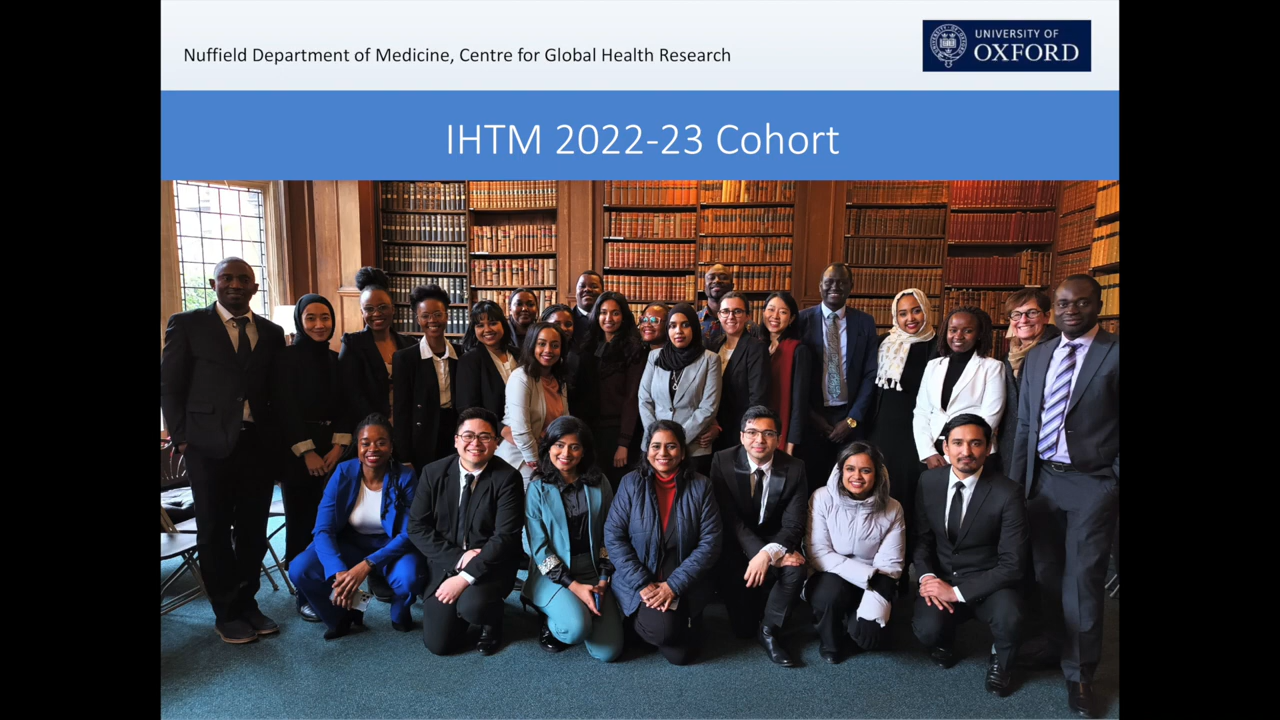 Nuffield Department of Medicine, Centre for Global Health Research
UNIVERSITY OF
OXFORD
IHTM 2022-23 Cohort